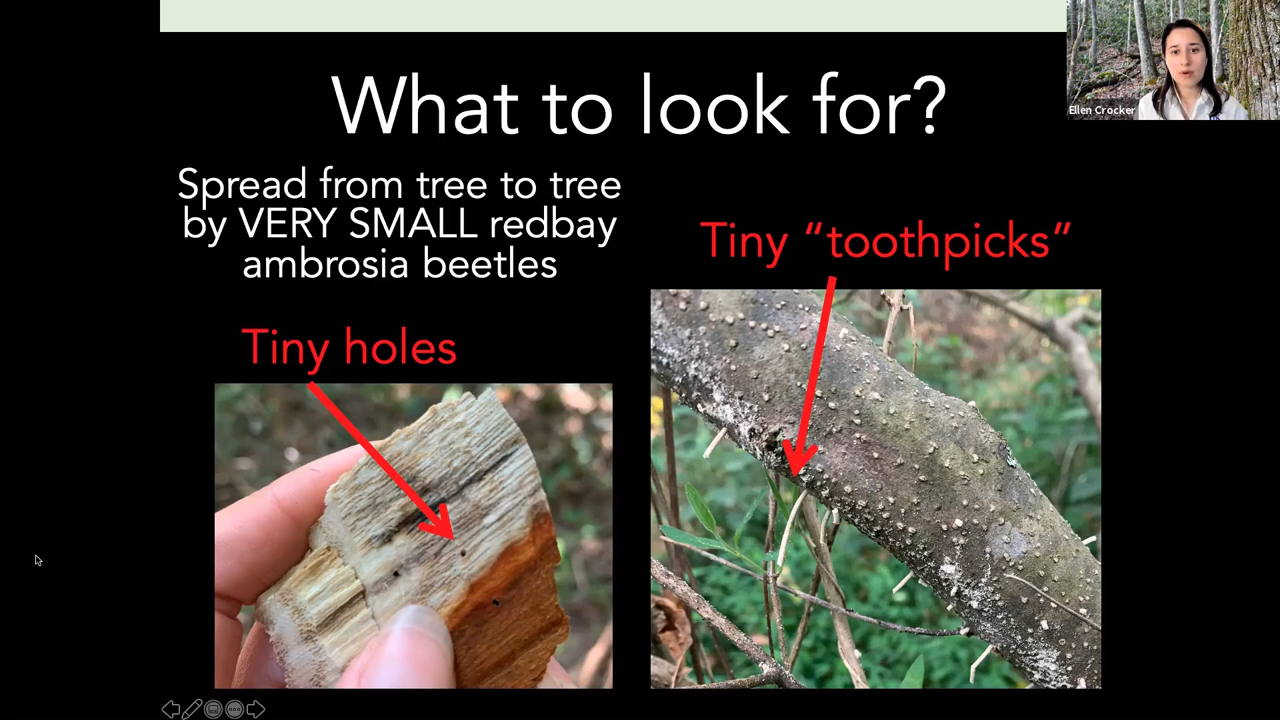 What to look for?
Ellen Crocker
Spread from tree to tree
by VERY SMALL redbay
ambrosia beetles
Tiny "toothpicks"
Tiny holes